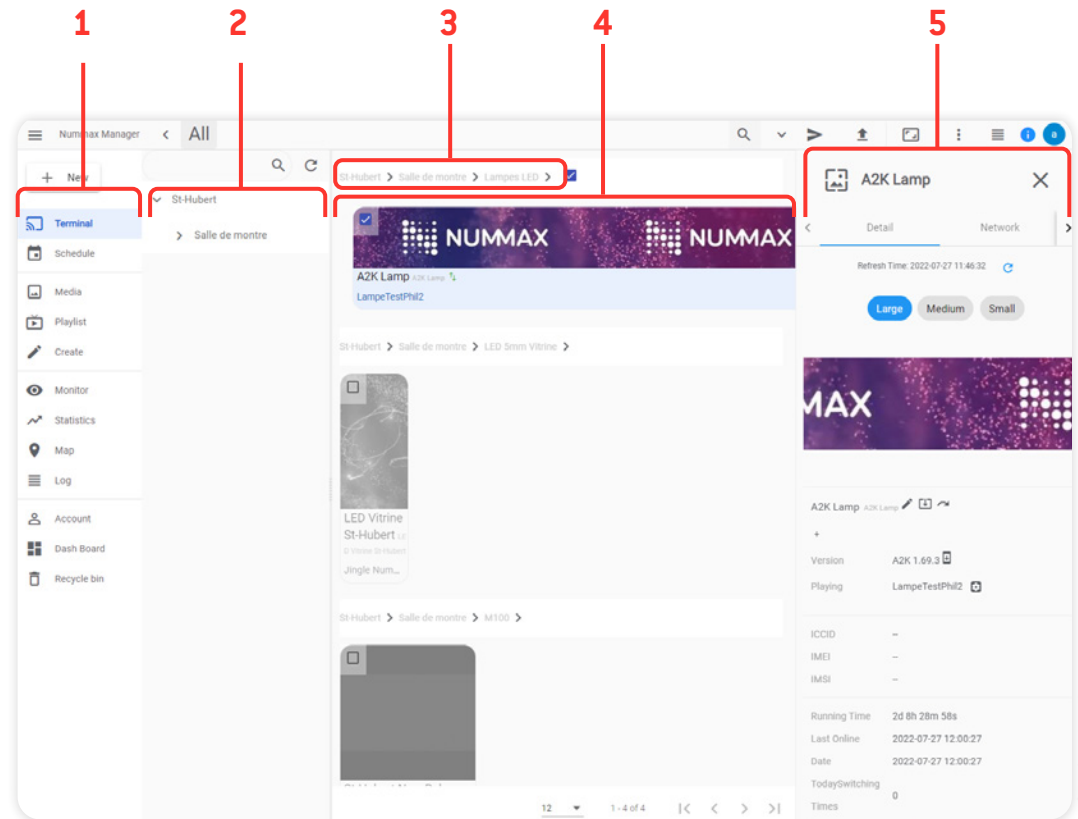 1 2 3 4 5
Nummax Manager All
a
New
Terminal
Schedule
Media
Playlist
Create
Monitor
Statistics
Map
Log
Account
Dash Board
Recycle bin
St-Hubert
Salle de montre
St-Hubert Salle de montre Lampes LED
NUMMAX NUMMAX
A2K Lamp A2K Lamp
LampeTestPhil2
St-Hubert Salle de montre LED 5mm Vitrine
LED Vitrine
St-Hubert
D Vitrine St-Hubert
Jingle Num...
St-Hubert Salle de montre M100
12 1 - 4 of 4
A2K Lamp
Detail Network
Refresh Time: 2022-07-27 11:46:32
Large Medium Small
MAX
A2K Lamp A2K Lamp
+
Version A2K 1.69.3
Playing LampeTestPhil2
ICCID --
IMEI --
IMSI --
Running Time 2d 8h 28m 58s
Last Online 2022-07-27 12:00:27
Date 2022-07-27 12:00:27
TodaySwitching
Times 0